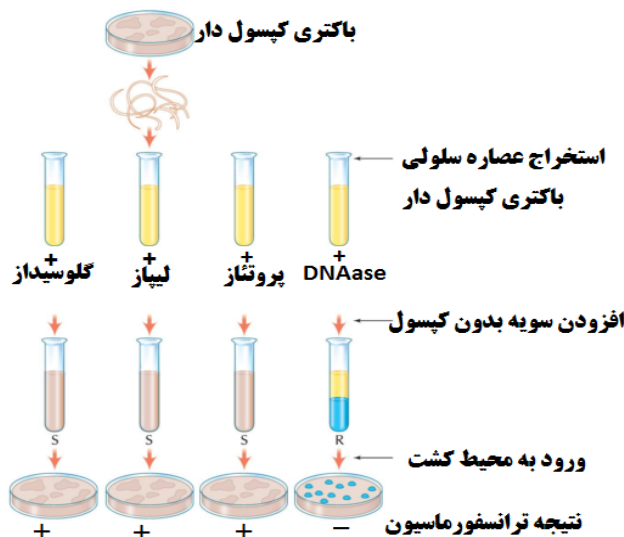 باکتری کپسول دار
استخراج عصاره سلولی
باکتری کپسول دار
+ + + +
گلوسیداز لیپاز پروتئاز DNAase
افزودن سویه بدون کپسول
S S S R
ورود به محیط کشت
+ + + −
نتیجه ترانسفورماسیون